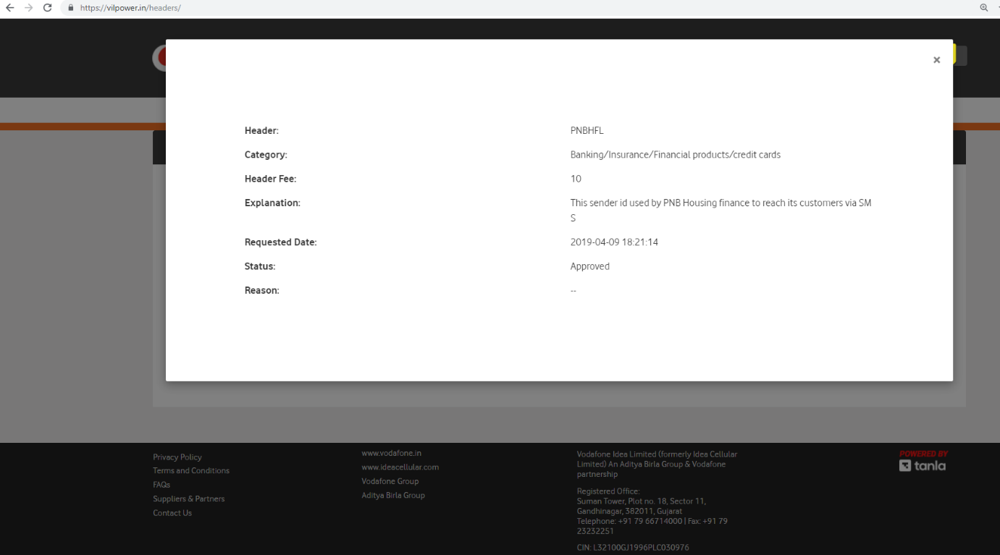 https://vilpower.in/headers/
×
Header: PNBHFL
Category: Banking/Insurance/Financial products/credit cards
Header Fee: 10
Explanation: This sender id used by PNB Housing finance to reach its customers via SM
S
Requested Date: 2019-04-09 18:21:14
Status: Approved
Reason: --
Privacy Policy
Terms and Conditions
FAQs
Suppliers & Partners
Contact Us
www.vodafone.in
www.ideacellular.com
Vodafone Group
Aditya Birla Group
Vodafone Idea Limited (formerly Idea Cellular
Limited) An Aditya Birla Group & Vodafone
partnership
Registered Office:
Suman Tower, Plot no. 18, Sector 11,
Gandhinagar, 382011, Gujarat
Telephone: +91 79 66714000 | Fax: +91 79
23232251
CIN: L32100GJ1996PLC030976
POWERED BY
tanla